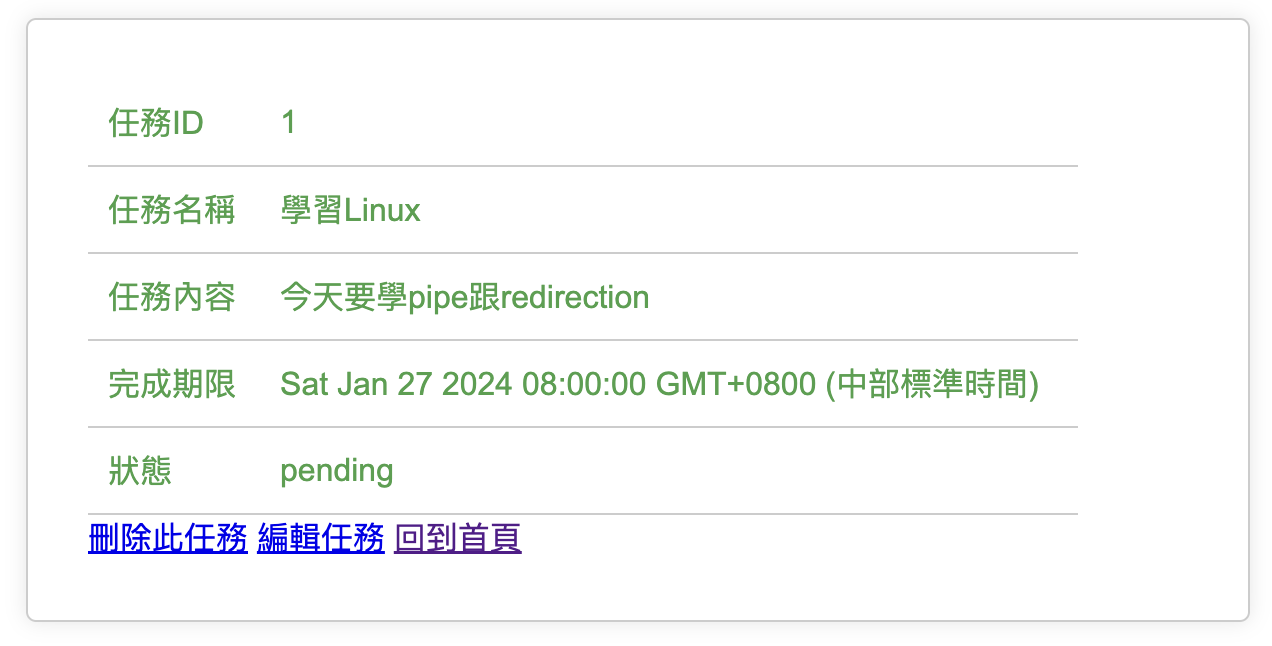 任務ID 1
任務名稱 學習Linux
任務內容 今天要學pipe跟redirection
完成期限 Sat Jan 27 2024 08:00:00 GMT+0800 (中部標準時間)
狀態 pending
刪除此任務 編輯任務 回到首頁